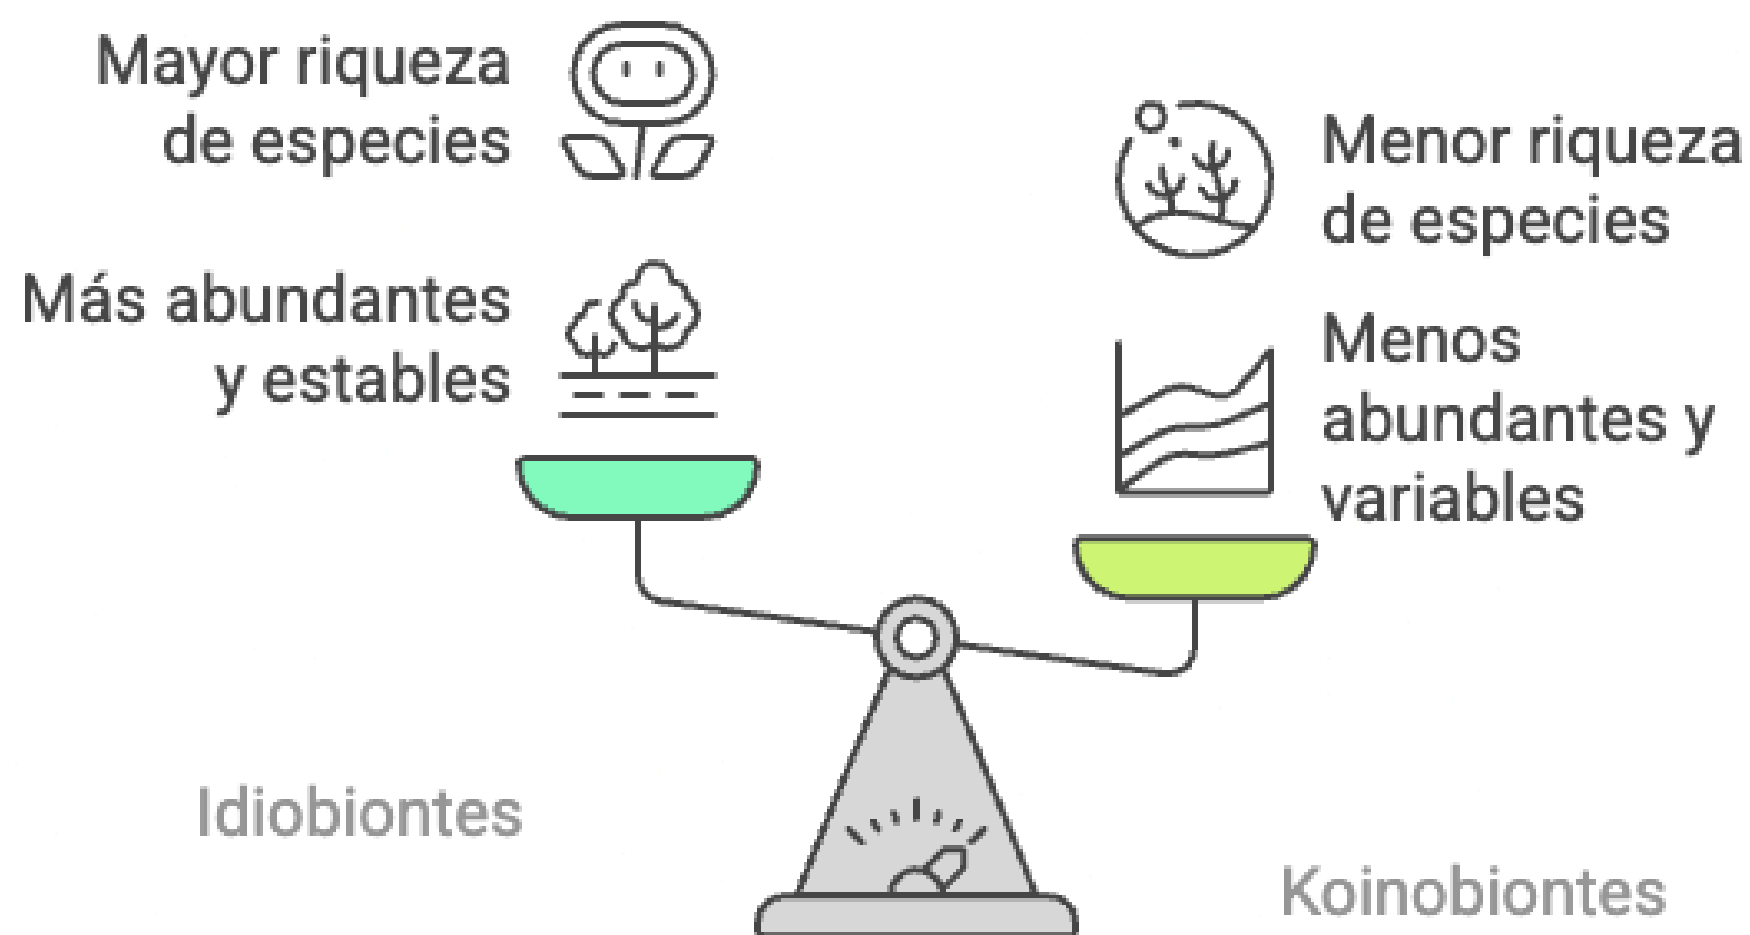 Mayor riqueza
de especies
Más abundantes
y estables
Menor riqueza
de especies
Menos
abundantes y
variables
Idiobiontes
Koinobiontes